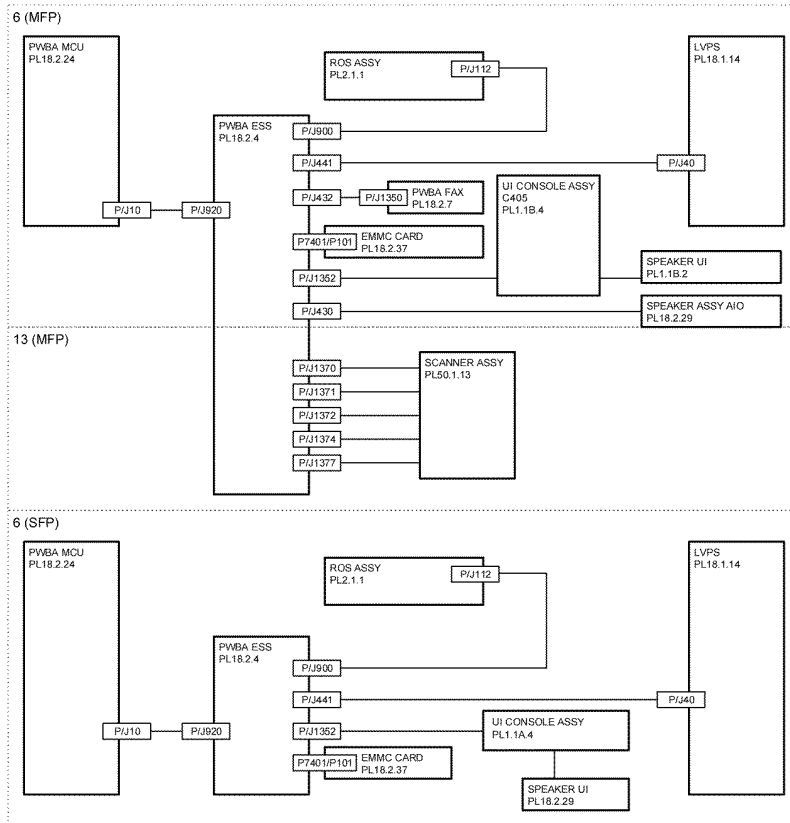 6 (MFP)
PWBA MCU
PL18.2.24
ROS ASSY
PL2.1.1
P/J112
LVPS
PL18.1.14
PWBA ESS
PL18.2.4
P/J900
P/J441
P/J40
P/J432
P/J1350
PWBA FAX
PL18.2.7
UI CONSOLE ASSY
C405
PL1.1B.4
P/J10
P/J920
P7401/P101
EMMC CARD
PL18.2.37
P/J1352
SPEAKER UI
PL1.1B.2
P/J430
SPEAKER ASSY AIO
PL18.2.29
13 (MFP)
P/J1370
P/J1371
P/J1372
P/J1374
P/J1377
SCANNER ASSY
PL50.1.13
6 (SFP)
PWBA MCU
PL18.2.24
ROS ASSY
PL2.1.1
P/J112
LVPS
PL18.1.14
PWBA ESS
PL18.2.4
P/J900
P/J441
P/J40
P/J10
P/J920
P/J1352
UI CONSOLE ASSY
PL1.1A.4
P7401/P101
EMMC CARD
PL18.2.37
SPEAKER UI
PL18.2.29